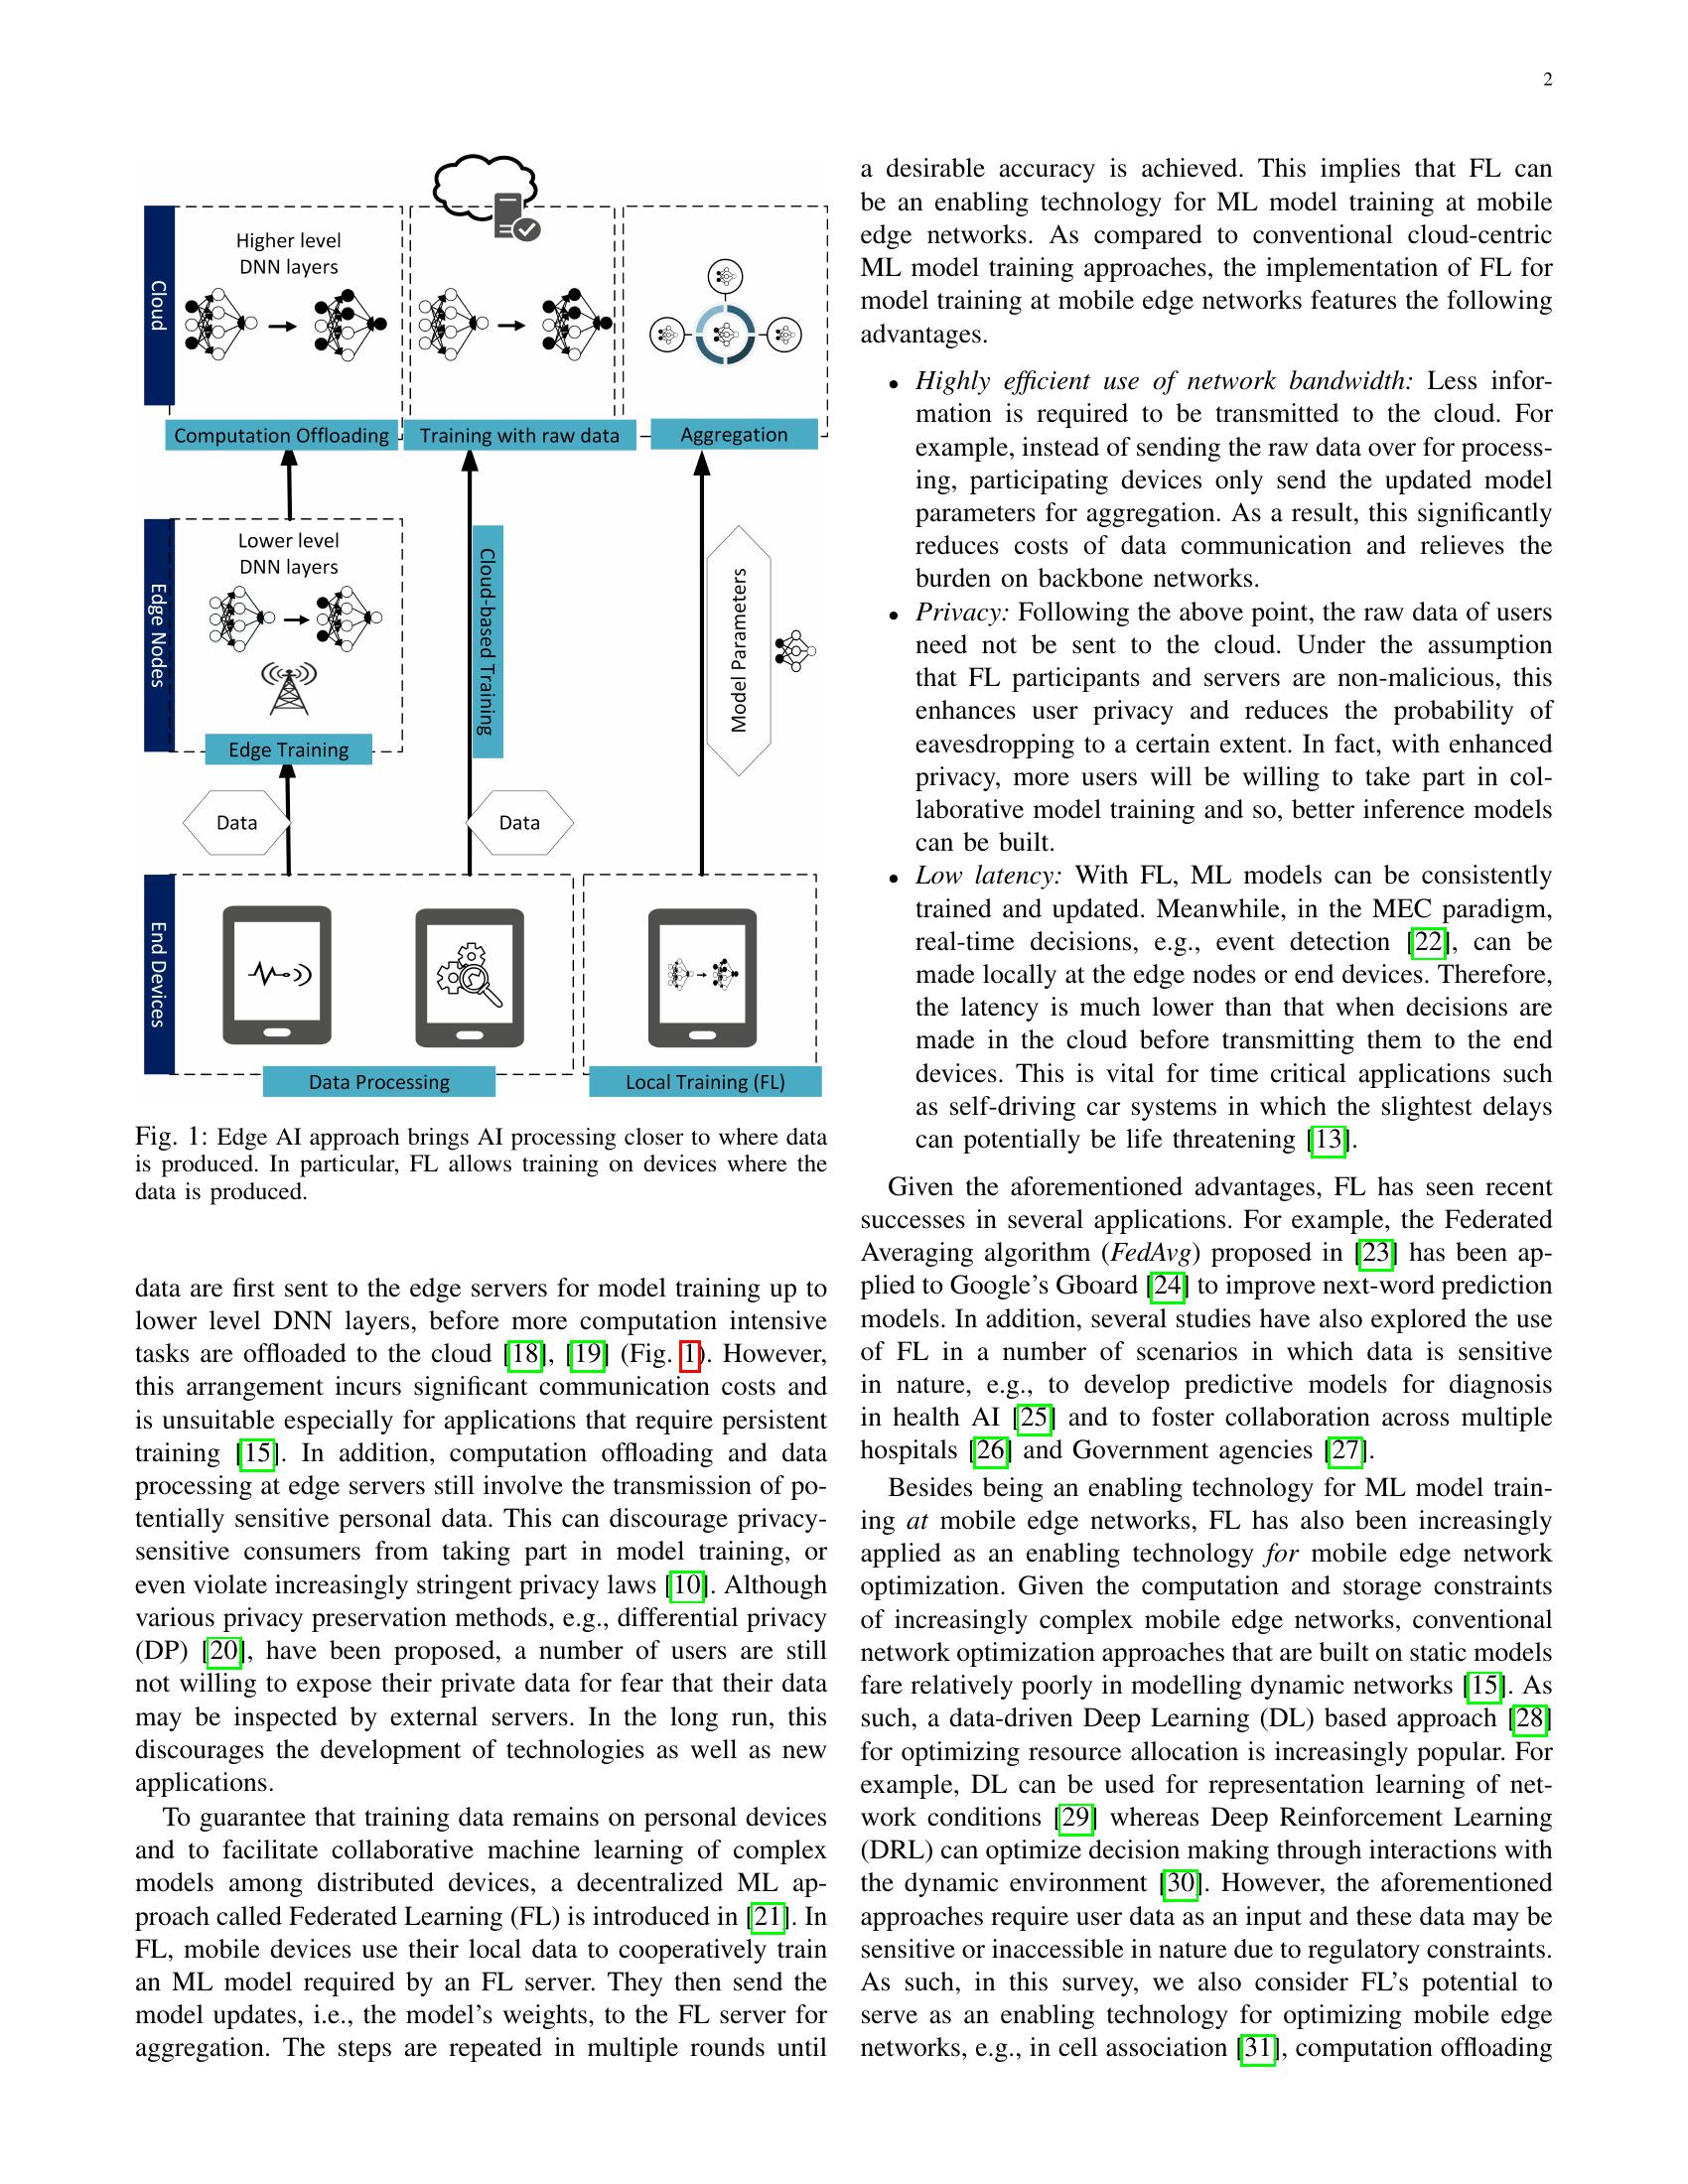 2
Higher level
DNN layers
Cloud
Computation Offloading
Training with raw data
Aggregation
Lower level
DNN layers
Edge Nodes
Cloud-based Training
Model Parameters
Edge Training
Data
Data
End Devices
Data Processing
Local Training (FL)
Fig. 1: Edge AI approach brings AI processing closer to where data
is produced. In particular, FL allows training on devices where the
data is produced.
data are first sent to the edge servers for model training up to
lower level DNN layers, before more computation intensive
tasks are offloaded to the cloud [18], [19] (Fig. 1). However,
this arrangement incurs significant communication costs and
is unsuitable especially for applications that require persistent
training [15]. In addition, computation offloading and data
processing at edge servers still involve the transmission of po-
tentially sensitive personal data. This can discourage privacy-
sensitive consumers from taking part in model training, or
even violate increasingly stringent privacy laws [10]. Although
various privacy preservation methods, e.g., differential privacy
(DP) [20], have been proposed, a number of users are still
not willing to expose their private data for fear that their data
may be inspected by external servers. In the long run, this
discourages the development of technologies as well as new
applications.
To guarantee that training data remains on personal devices
and to facilitate collaborative machine learning of complex
models among distributed devices, a decentralized ML ap-
proach called Federated Learning (FL) is introduced in [21]. In
FL, mobile devices use their local data to cooperatively train
an ML model required by an FL server. They then send the
model updates, i.e., the model's weights, to the FL server for
aggregation. The steps are repeated in multiple rounds until
a desirable accuracy is achieved. This implies that FL can
be an enabling technology for ML model training at mobile
edge networks. As compared to conventional cloud-centric
ML model training approaches, the implementation of FL for
model training at mobile edge networks features the following
advantages.
• Highly efficient use of network bandwidth: Less infor-
mation is required to be transmitted to the cloud. For
example, instead of sending the raw data over for process-
ing, participating devices only send the updated model
parameters for aggregation. As a result, this significantly
reduces costs of data communication and relieves the
burden on backbone networks.
• Privacy: Following the above point, the raw data of users
need not be sent to the cloud. Under the assumption
that FL participants and servers are non-malicious, this
enhances user privacy and reduces the probability of
eavesdropping to a certain extent. In fact, with enhanced
privacy, more users will be willing to take part in col-
laborative model training and so, better inference models
can be built.
• Low latency: With FL, ML models can be consistently
trained and updated. Meanwhile, in the MEC paradigm,
real-time decisions, e.g., event detection [22], can be
made locally at the edge nodes or end devices. Therefore,
the latency is much lower than that when decisions are
made in the cloud before transmitting them to the end
devices. This is vital for time critical applications such
as self-driving car systems in which the slightest delays
can potentially be life threatening [13].
Given the aforementioned advantages, FL has seen recent
successes in several applications. For example, the Federated
Averaging algorithm (FedAvg) proposed in [23] has been ap-
plied to Google's Gboard [24] to improve next-word prediction
models. In addition, several studies have also explored the use
of FL in a number of scenarios in which data is sensitive
in nature, e.g., to develop predictive models for diagnosis
in health AI [25] and to foster collaboration across multiple
hospitals [26] and Government agencies [27].
Besides being an enabling technology for ML model train-
ing at mobile edge networks, FL has also been increasingly
applied as an enabling technology for mobile edge network
optimization. Given the computation and storage constraints
of increasingly complex mobile edge networks, conventional
network optimization approaches that are built on static models
fare relatively poorly in modelling dynamic networks [15]. As
such, a data-driven Deep Learning (DL) based approach [28]
for optimizing resource allocation is increasingly popular. For
example, DL can be used for representation learning of net-
work conditions [29] whereas Deep Reinforcement Learning
(DRL) can optimize decision making through interactions with
the dynamic environment [30]. However, the aforementioned
approaches require user data as an input and these data may be
sensitive or inaccessible in nature due to regulatory constraints.
As such, in this survey, we also consider FL's potential to
serve as an enabling technology for optimizing mobile edge
networks, e.g., in cell association [31], computation offloading